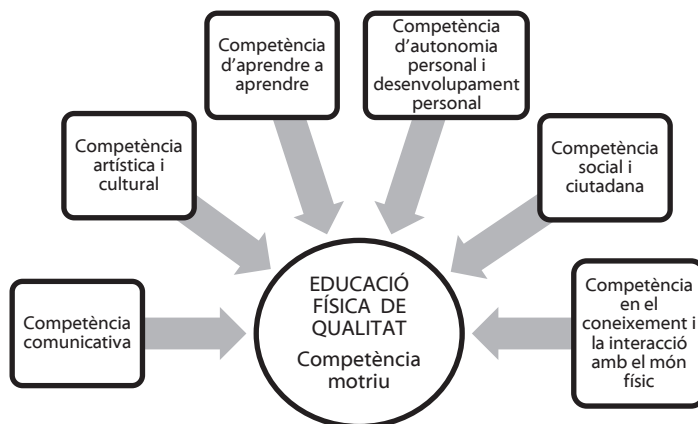 Competència
d'aprendre a
aprendre
Competència
d'autonomia
personal i
desenvolupament
personal
Competència
artística i
cultural
Competència
social i
ciutadana
Competència
comunicativa
EDUCACIÓ
FÍSICA DE
QUALITAT
Competència
motriu
Competència
en el
coneixement i
la interacció
amb el món
físic